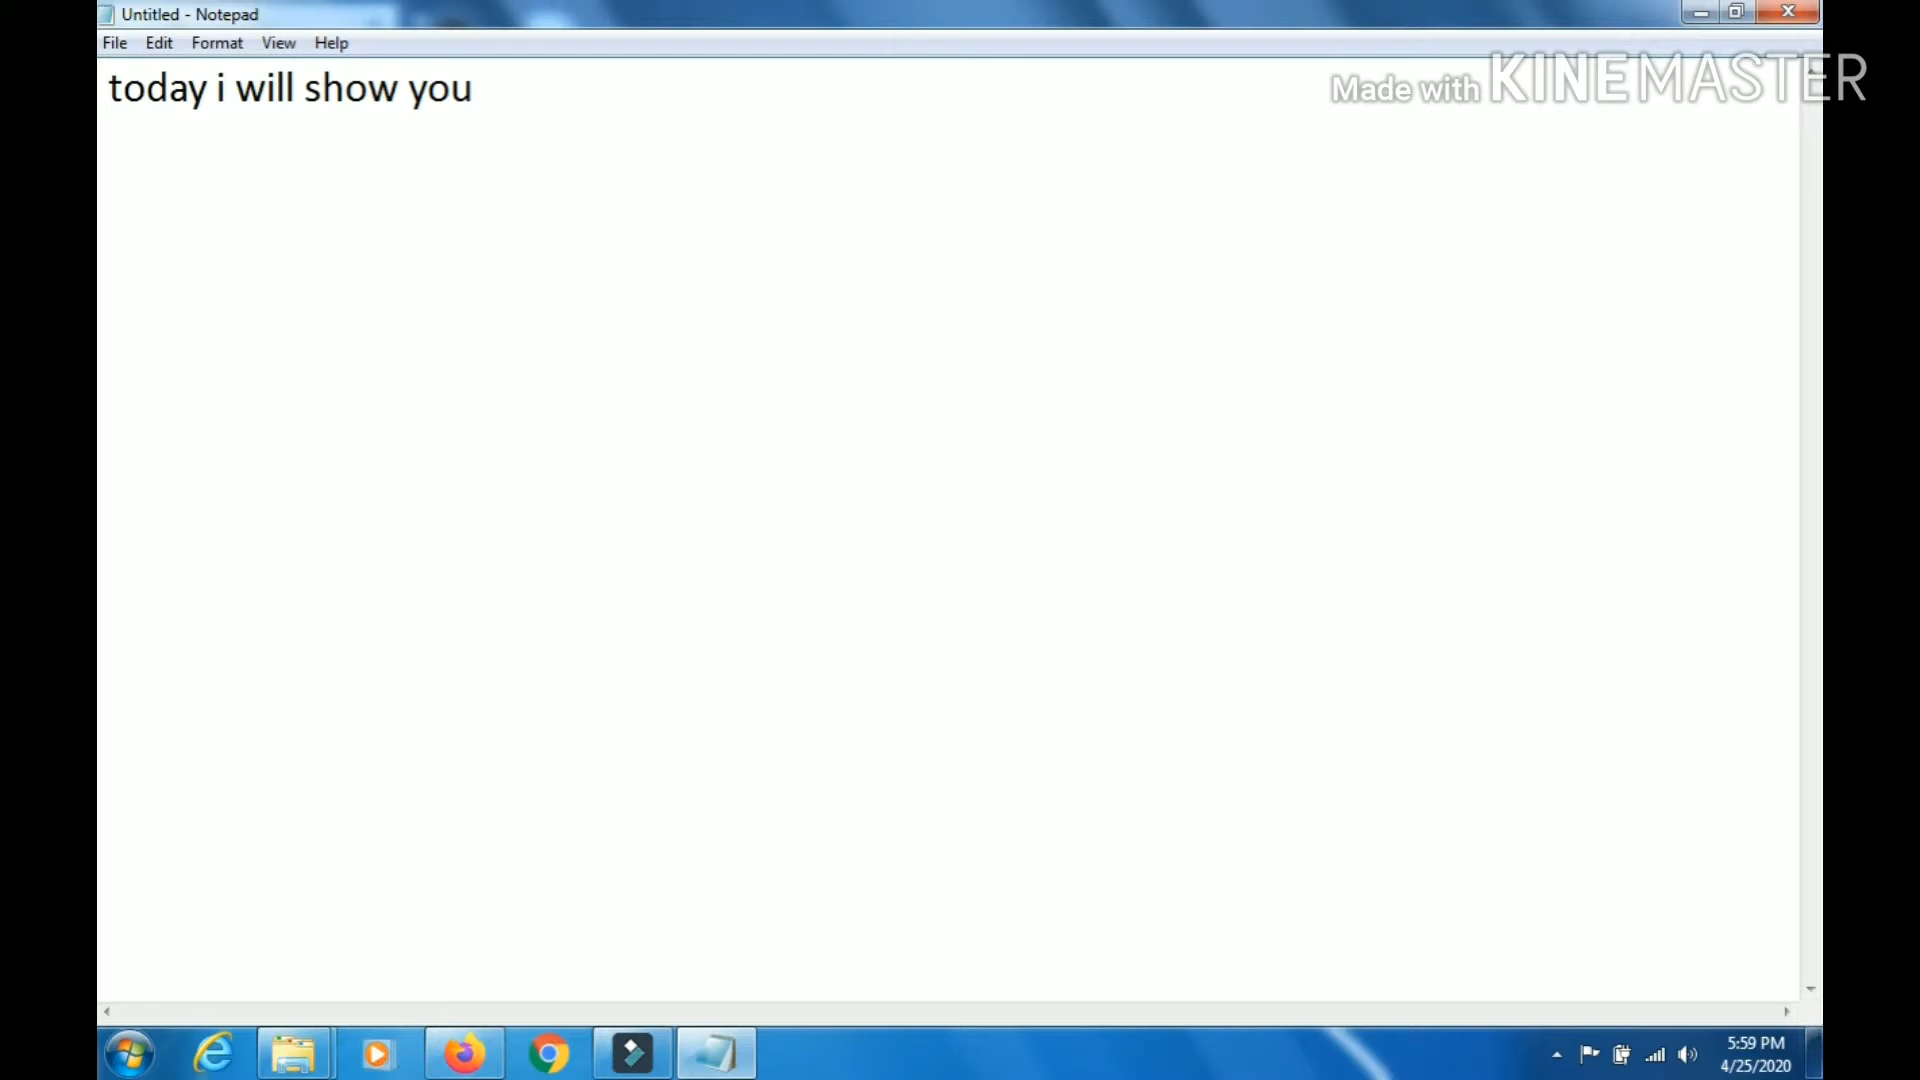 Untitled - Notepad
File Edit Format View Help
today i will show you
Made with KINEMASTER
5:59 PM
4/25/2020